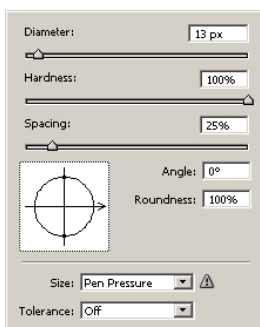 Diameter: 13 px
Hardness: 100%
Spacing: 25%
Angle: 0°
Roundness: 100%
Size: Pen Pressure
Tolerance: Off